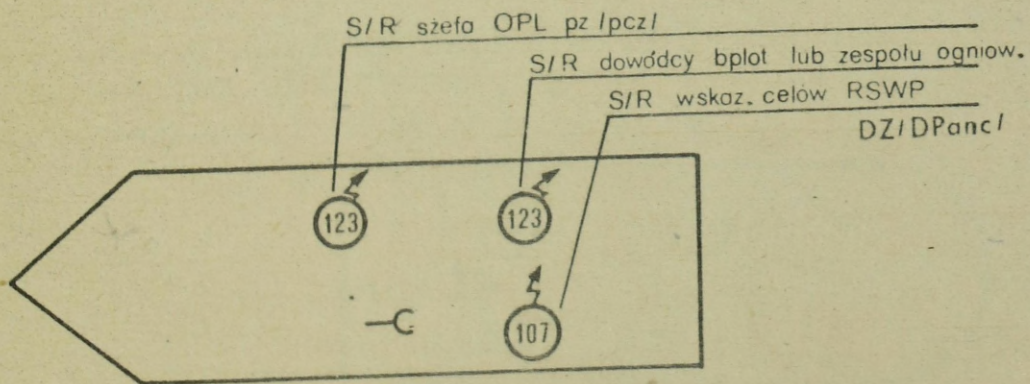 S/R szefa OPL pz /pcz/
S/R dowódcy bplot lub zespołu ogniow.
S/R wskaz. celów RSWP
DZ/DPanc/
123
123
107